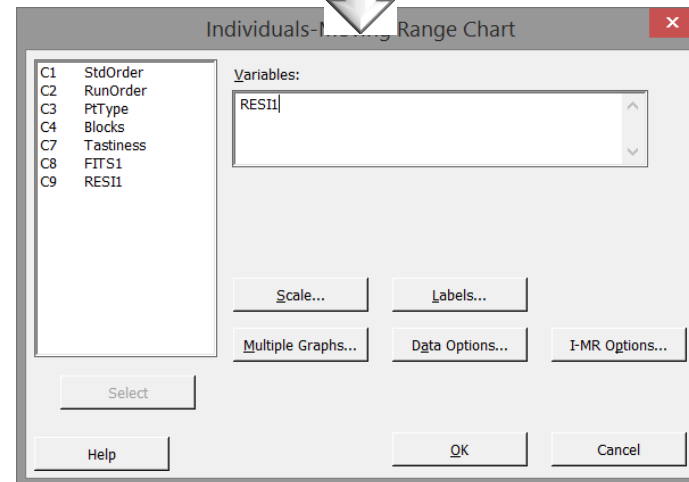 Individuals-M Range Chart
C1 StdOrder
C2 RunOrder
C3 PtType
C4 Blocks
C7 Tastiness
C8 FITS1
C9 RESI1
Variables:
RESI1
Scale...
Labels...
Multiple Graphs...
Data Options...
I-MR Options...
Select
Help
OK
Cancel